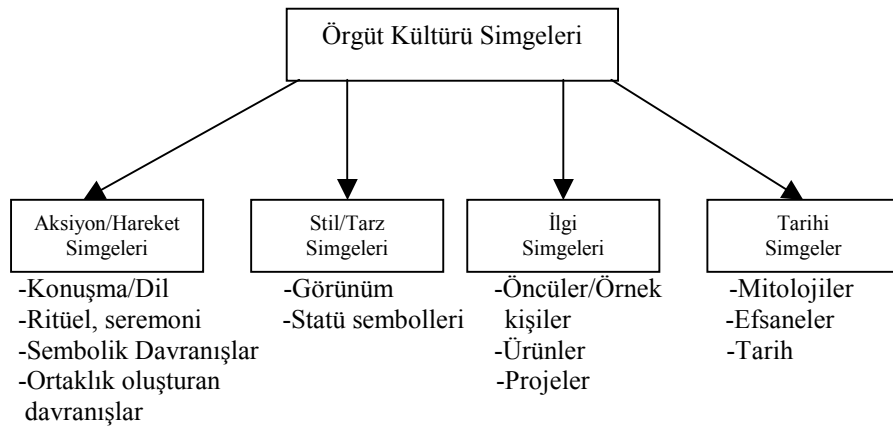 Örgüt Kültürü Simgeleri
Aksiyon/Hareket
Simgeleri
-Konuşma/Dil
-Ritüel, seremoni
-Sembolik Davranışlar
-Ortaklık oluşturan
davranışlar
Stil/Tarz
Simgeleri
-Görünüm
-Statü sembolleri
İlgi
Simgeleri
-Öncüler/Örnek
kişiler
-Ürünler
-Projeler
Tarihi
Simgeler
-Mitolojiler
-Efsaneler
-Tarih